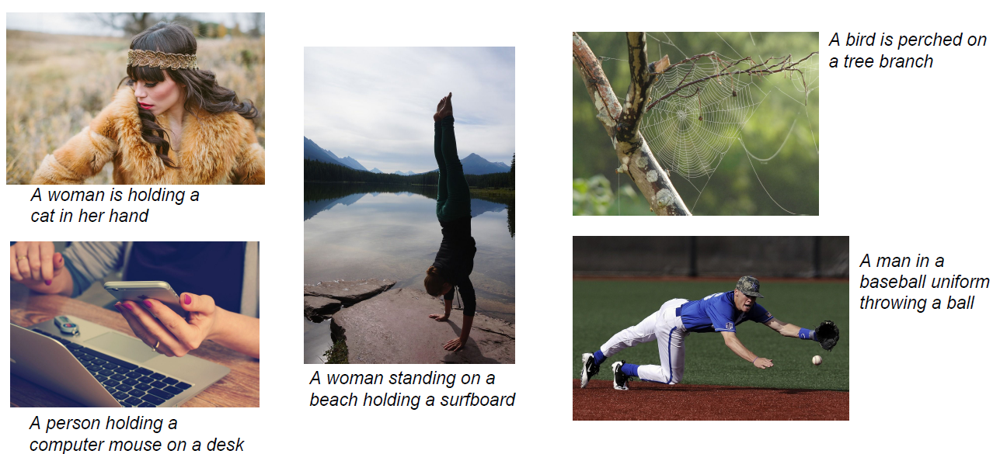 A woman is holding a
cat in her hand
A person holding a
computer mouse on a desk
A woman standing on a
beach holding a surfboard
A bird is perched on
a tree branch
A man in a
baseball uniform
throwing a ball